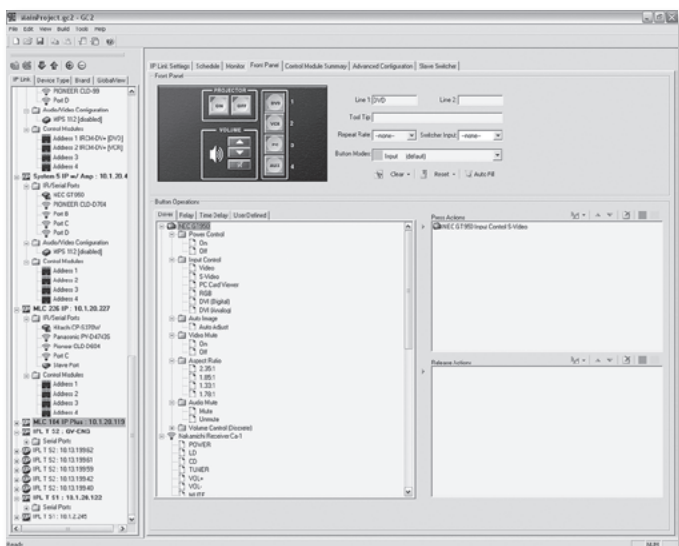 MainProject.gc2 - GC2
File Edit View Build Tools Help
IP Link Device Type Brand GlobalView
PIONEER CLD-99
Port D
Audio/Video Configuration
WPS 112 [disabled]
Control Modules
Address 1 IRCM-DV+ [DVD]
Address 2 IRCM-DV+ [VCR]
Address 3
Address 4
System 5 IP w/ Amp : 10.1.20.4
IR/Serial Ports
NEC GT950
PIONEER CLD-D704
Port B
Port C
Port D
Audio/Video Configuration
WPS 112 [disabled]
Control Modules
Address 1
Address 2
Address 3
Address 4
MLC 226 IP : 10.1.20.227
IR/Serial Ports
Hitachi CP-S370W
Panasonic PV-D4743S
Pioneer CLD-D604
Port C
Slave Port
Control Modules
Address 1
Address 2
Address 3
Address 4
MLC 104 IP Plus : 10.1.20.113
IPL T S2 : GV-ENG
Serial Ports
IPL T S2 : 10.13.199.62
IPL T S2 : 10.13.199.61
IPL T S2 : 10.13.199.59
IPL T S2 : 10.13.199.42
IPL T S2 : 10.13.199.40
IPL T S1 : 10.1.20.122
Serial Ports
IPL T S1 : 10.1.2.245
Ready
IP Link Settings Schedule Monitor Front Panel Control Module Summary Advanced Configuration Slave Switcher
Front Panel
PROJECTOR
ON OFF
VOLUME
DVD 1
VCR 2
PC 3
AUX 4
Line 1 DVD Line 2
Tool Tip
Repeat Rate --none-- Switcher Input --none--
Button Modes Input (default)
Clear Reset AutoFill
Button Operations
Driver Relay Time Delay User Defined
NEC GT950
Power Control
On
Off
Input Control
Video
S-Video
PC Card Viewer
RGB
DVI (Digital)
DVI (Analog)
Auto Image
Auto Adjust
Video Mute
On
Off
Aspect Ratio
2.35:1
1.85:1
1.33:1
1.78:1
Audio Mute
Mute
Unmute
Volume Control (Discrete)
Nakamichi Receiver Ca-1
POWER
LD
CD
TUNER
VOL+
VOL-
MUTE
Press Actions
NEC GT950 Input Control S-Video
Release Actions
NUM